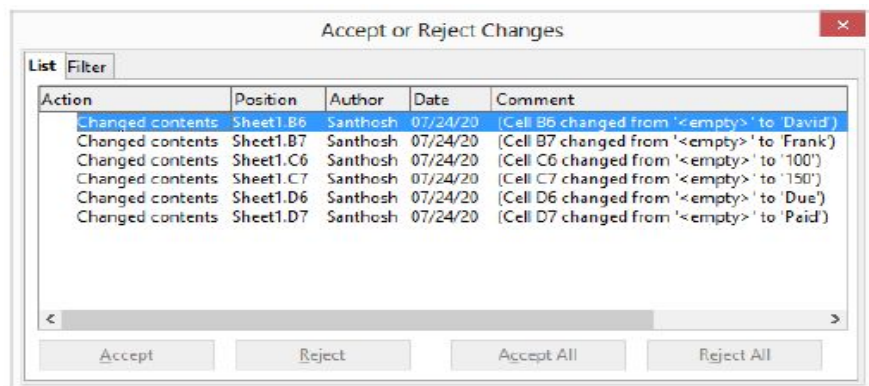 Accept or Reject Changes
List Filter
Action Position Author Date Comment
Changed contents Sheet1.B6 Santhosh 07/24/20 (Cell B6 changed from '<empty>' to 'David')
Changed contents Sheet1.B7 Santhosh 07/24/20 (Cell B7 changed from '<empty>' to 'Frank')
Changed contents Sheet1.C6 Santhosh 07/24/20 (Cell C6 changed from '<empty>' to '100')
Changed contents Sheet1.C7 Santhosh 07/24/20 (Cell C7 changed from '<empty>' to '150')
Changed contents Sheet1.D6 Santhosh 07/24/20 (Cell D6 changed from '<empty>' to 'Due')
Changed contents Sheet1.D7 Santhosh 07/24/20 (Cell D7 changed from '<empty>' to 'Paid')
Accept Reject Accept All Reject All